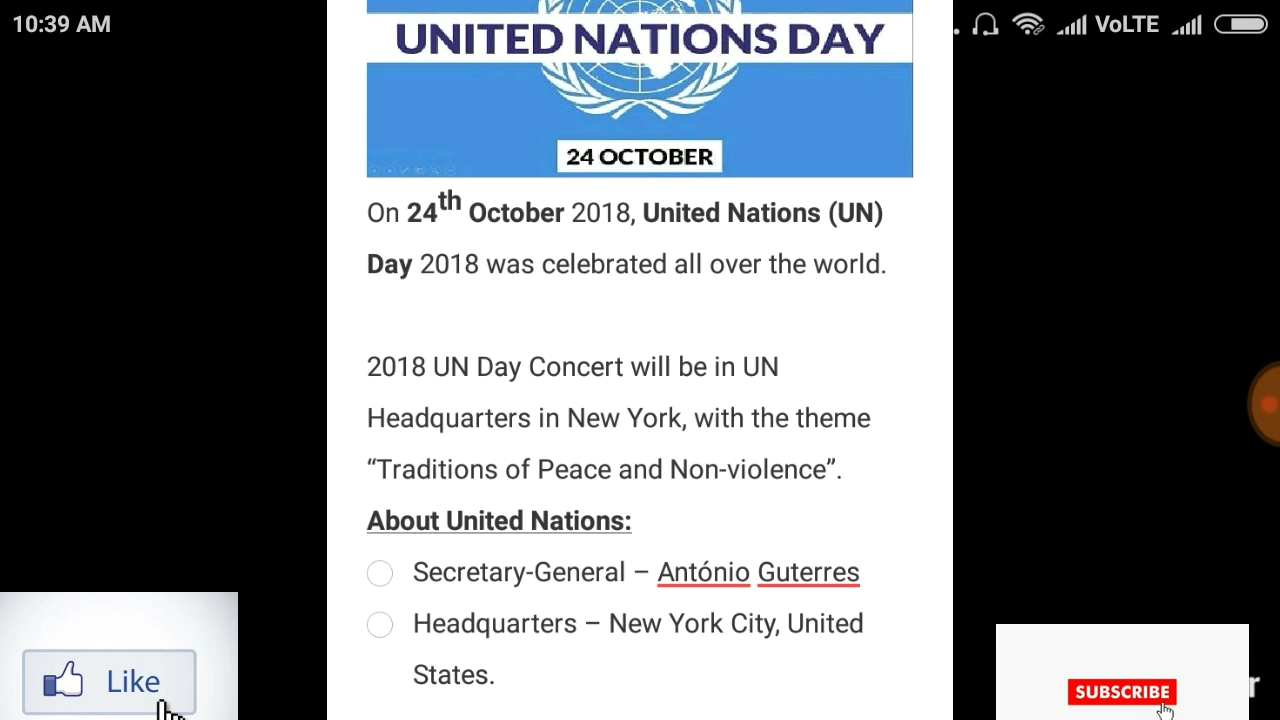 10:39 AM
VoLTE
UNITED NATIONS DAY
24 OCTOBER
On 24th October 2018, United Nations (UN)
Day 2018 was celebrated all over the world.
2018 UN Day Concert will be in UN
Headquarters in New York, with the theme
“Traditions of Peace and Non-violence”.
About United Nations:
Secretary-General – António Guterres
Headquarters – New York City, United
States.
Like
SUBSCRIBE